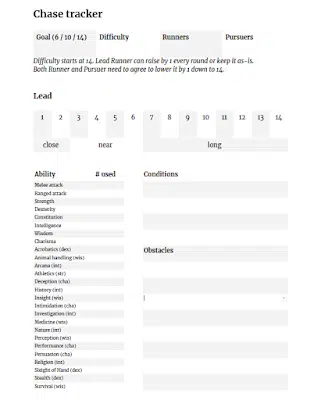 Chase tracker
Goal (6 / 10 / 14) Difficulty Runners Pursuers
Difficulty starts at 14. Lead Runner can raise by 1 every round or keep it as-is.
Both Runner and Pursuer need to agree to lower it by 1 down to 14.
Lead
1 2 3 4 5 6 7 8 9 10 11 12 13 14
close near long
Ability # used Conditions
Melee attack
Ranged attack
Strength
Dexterity
Constitution
Intelligence
Wisdom
Charisma
Acrobatics (dex) Obstacles
Animal handling (wis)
Arcana (int)
Athletics (str)
Deception (cha)
History (int)
Insight (wis)
Intimidation (cha)
Investigation (int)
Medicine (wis)
Nature (int)
Perception (wis)
Performance (cha)
Persuasion (cha)
Religion (int)
Sleight of Hand (dex)
Stealth (dex)
Survival (wis)